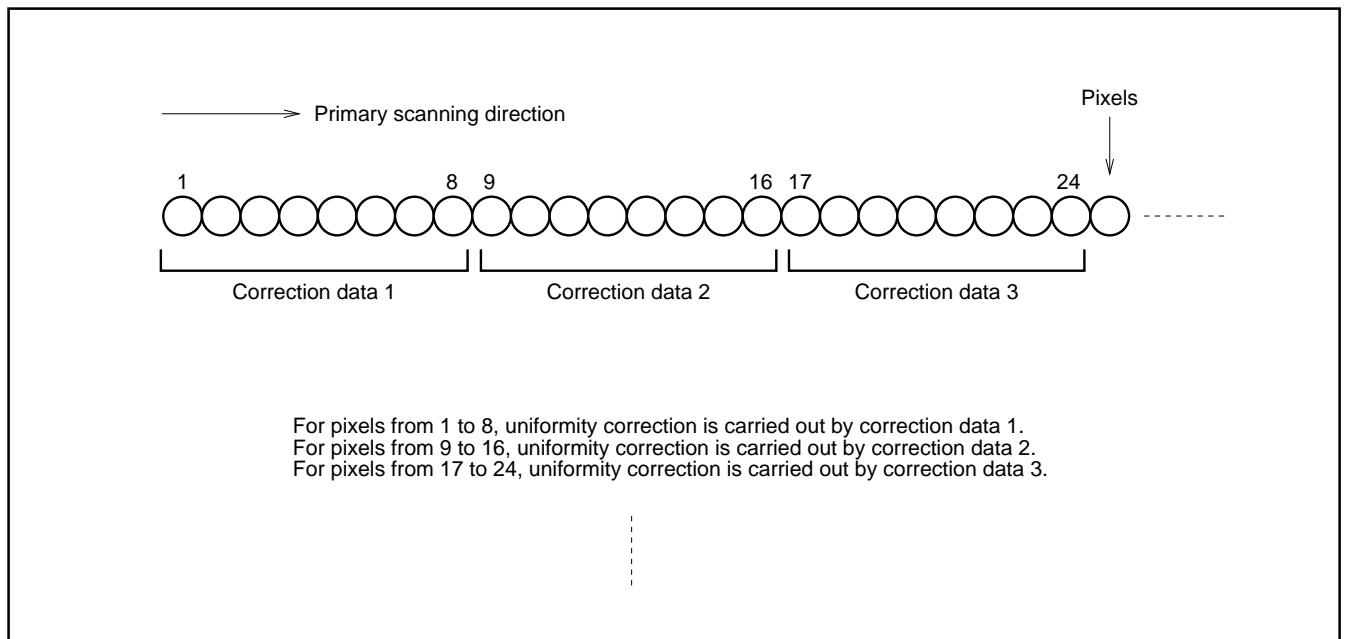 Primary scanning direction
Pixels
1 8 9 16 17 24
Correction data 1 Correction data 2 Correction data 3
For pixels from 1 to 8, uniformity correction is carried out by correction data 1.
For pixels from 9 to 16, uniformity correction is carried out by correction data 2.
For pixels from 17 to 24, uniformity correction is carried out by correction data 3.